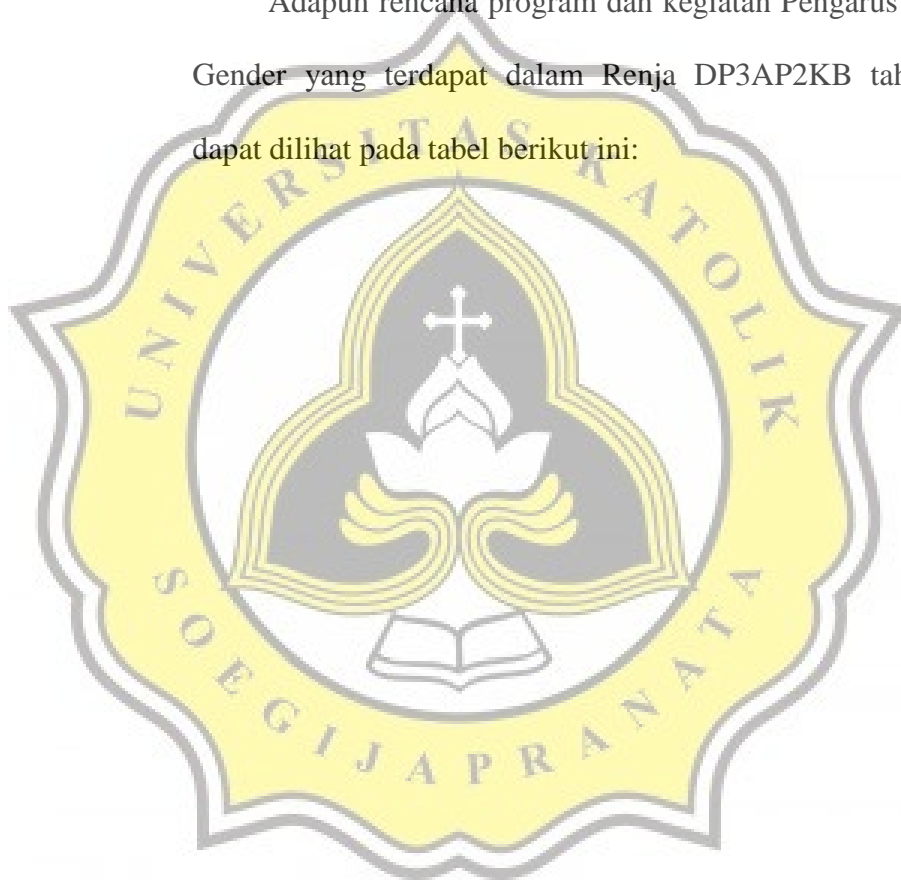 Adapun rencana program dan kegiatan Pengarus
Gender yang terdapat dalam Renja DP3AP2KB tah
dapat dilihat pada tabel berikut ini:
UNIVERSITAS KATOLIK
SOEGIJAPRANATA